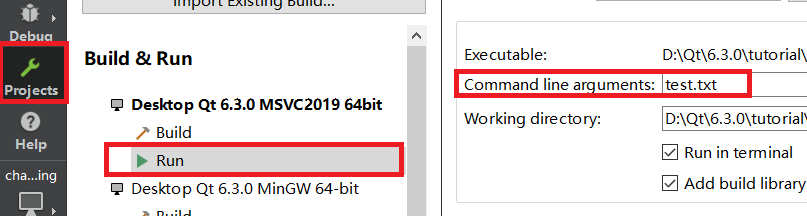 Debug
Projects
Help
cha...ing
Import Existing Build...
Build & Run
Desktop Qt 6.3.0 MSVC2019 64bit
Build
Run
Desktop Qt 6.3.0 MinGW 64-bit
Build
Executable: D:\Qt\6.3.0\tutorial\
Command line arguments: test.txt
Working directory: D:\Qt\6.3.0\tutorial\
Run in terminal
Add build library